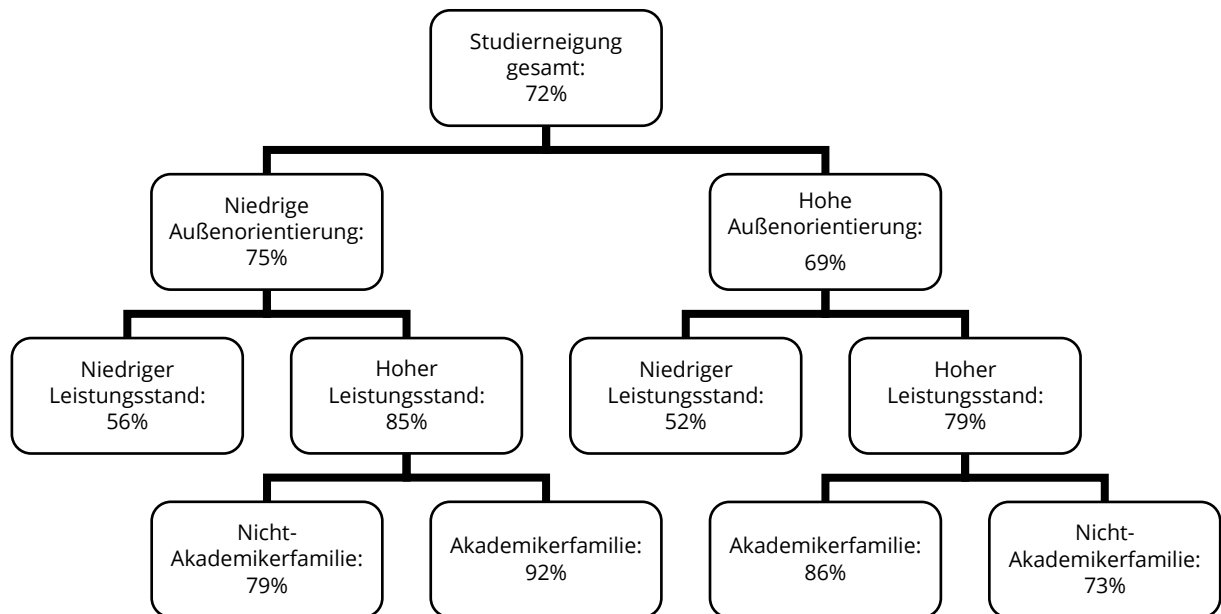 Studierneigung
gesamt:
72%
Niedrige
Außenorientierung:
75%
Hohe
Außenorientierung:
69%
Niedriger
Leistungsstand:
56%
Hoher
Leistungsstand:
85%
Niedriger
Leistungsstand:
52%
Hoher
Leistungsstand:
79%
Nicht-
Akademikerfamilie:
79%
Akademikerfamilie:
92%
Akademikerfamilie:
86%
Nicht-
Akademikerfamilie:
73%